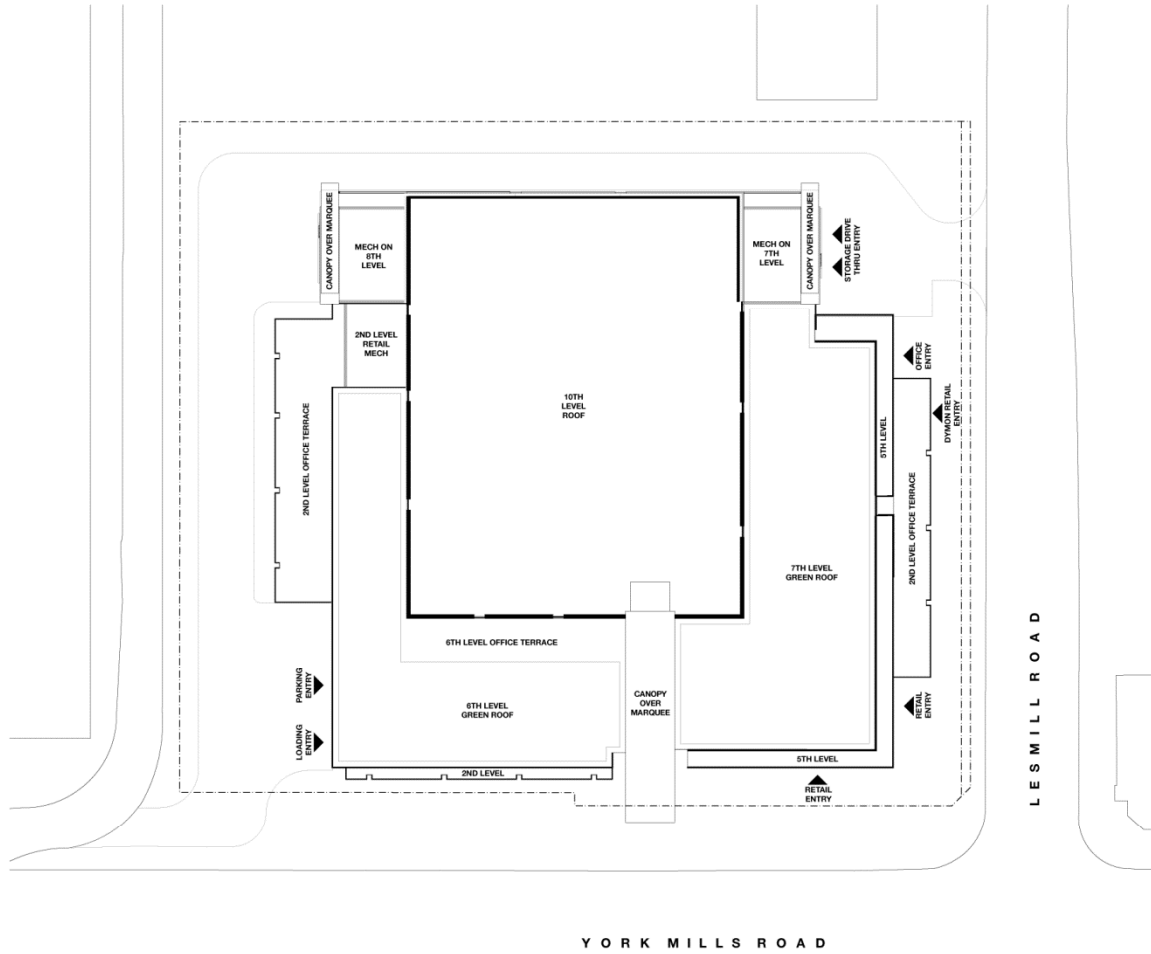 CANOPY OVER MARQUEE
MECH ON
8TH
LEVEL
MECH ON
7TH
LEVEL
CANOPY OVER MARQUEE
STORAGE DRIVE
THRU ENTRY
2ND LEVEL
RETAIL
MECH
OFFICE
ENTRY
10TH
LEVEL
ROOF
DYMON RETAIL
ENTRY
5TH LEVEL
2ND LEVEL OFFICE TERRACE
2ND LEVEL OFFICE TERRACE
7TH LEVEL
GREEN ROOF
6TH LEVEL OFFICE TERRACE
PARKING
ENTRY
CANOPY
OVER
MARQUEE
6TH LEVEL
GREEN ROOF
RETAIL
ENTRY
LOADING
ENTRY
5TH LEVEL
2ND LEVEL
RETAIL
ENTRY
LESMILL ROAD
YORK MILLS ROAD